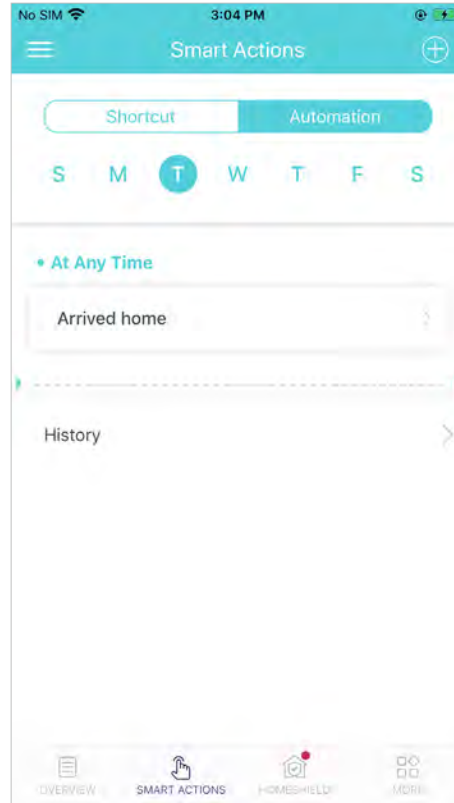 No SIM 3:04 PM
Smart Actions
Shortcut Automation
S M T W T F S
• At Any Time
Arrived home
History
OVERVIEW SMART ACTIONS HOMESHIELD MORE